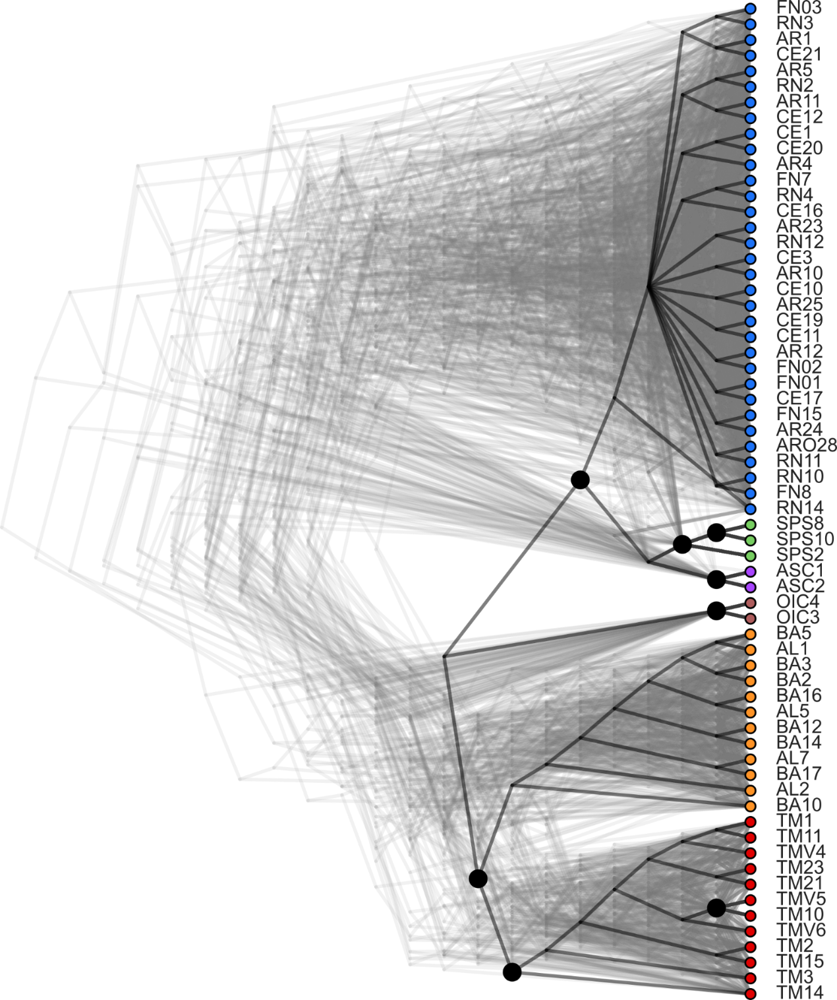 FN03
RN3
AR1
CE21
AR5
RN2
AR11
CE12
CE1
CE20
AR4
FN7
RN4
CE16
AR23
RN12
CE3
AR10
CE10
AR25
CE19
CE11
AR12
FN02
FN01
CE17
FN15
AR24
ARO28
RN11
RN10
FN8
RN14
SPS8
SPS10
SPS2
ASC1
ASC2
OIC4
OIC3
BA5
AL1
BA3
BA2
BA16
AL5
BA12
BA14
AL7
BA17
AL2
BA10
TM1
TM11
TMV4
TM23
TM21
TMV5
TM10
TMV6
TM2
TM15
TM3
TM14